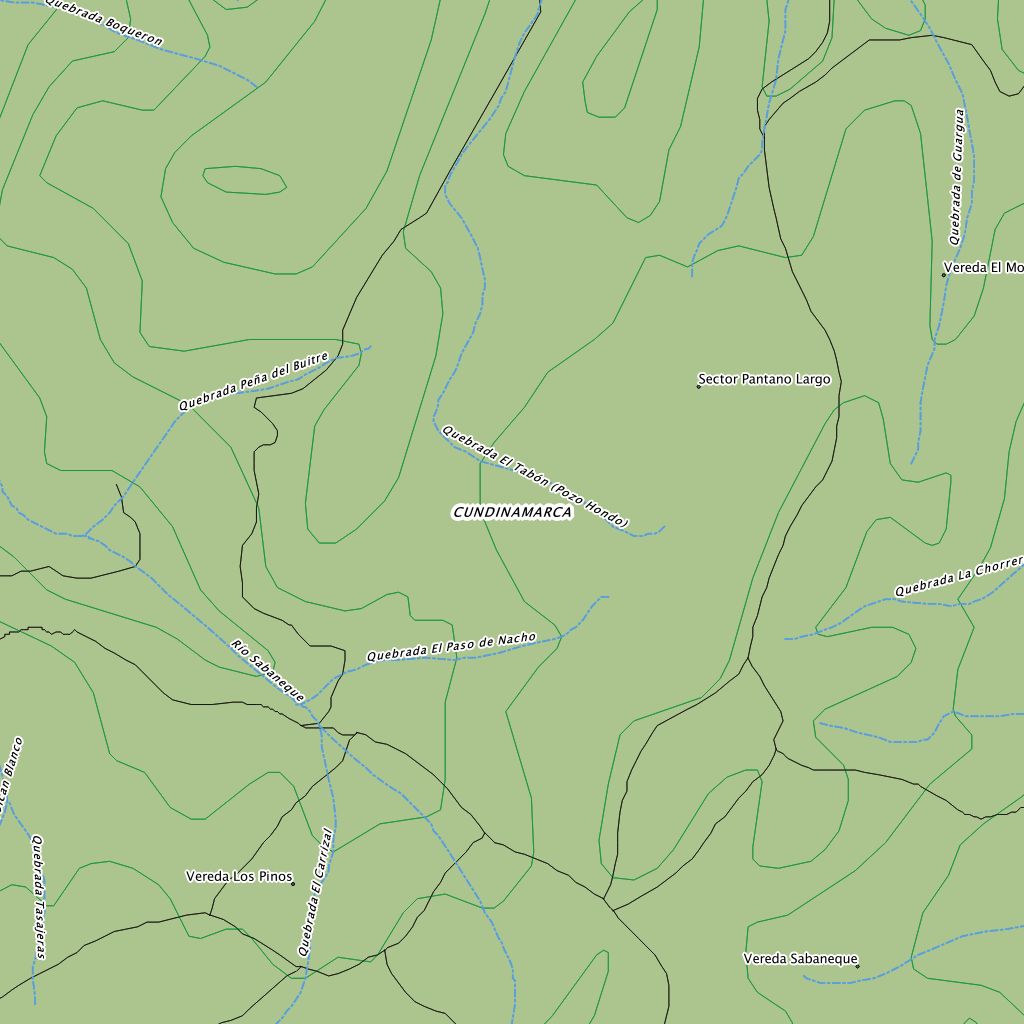 Quebrada Boqueron
Quebrada de Guargua
Vereda El Mo
Quebrada Peña del Buitre
Sector Pantano Largo
Quebrada El Tabón (Pozo Hondo)
CUNDINAMARCA
Quebrada La Chorrer
Río Sabaneque
Quebrada El Paso de Nacho
Blanco
Quebrada Tasajeras
Quebrada El Carrizal
Vereda Los Pinos
Vereda Sabaneque